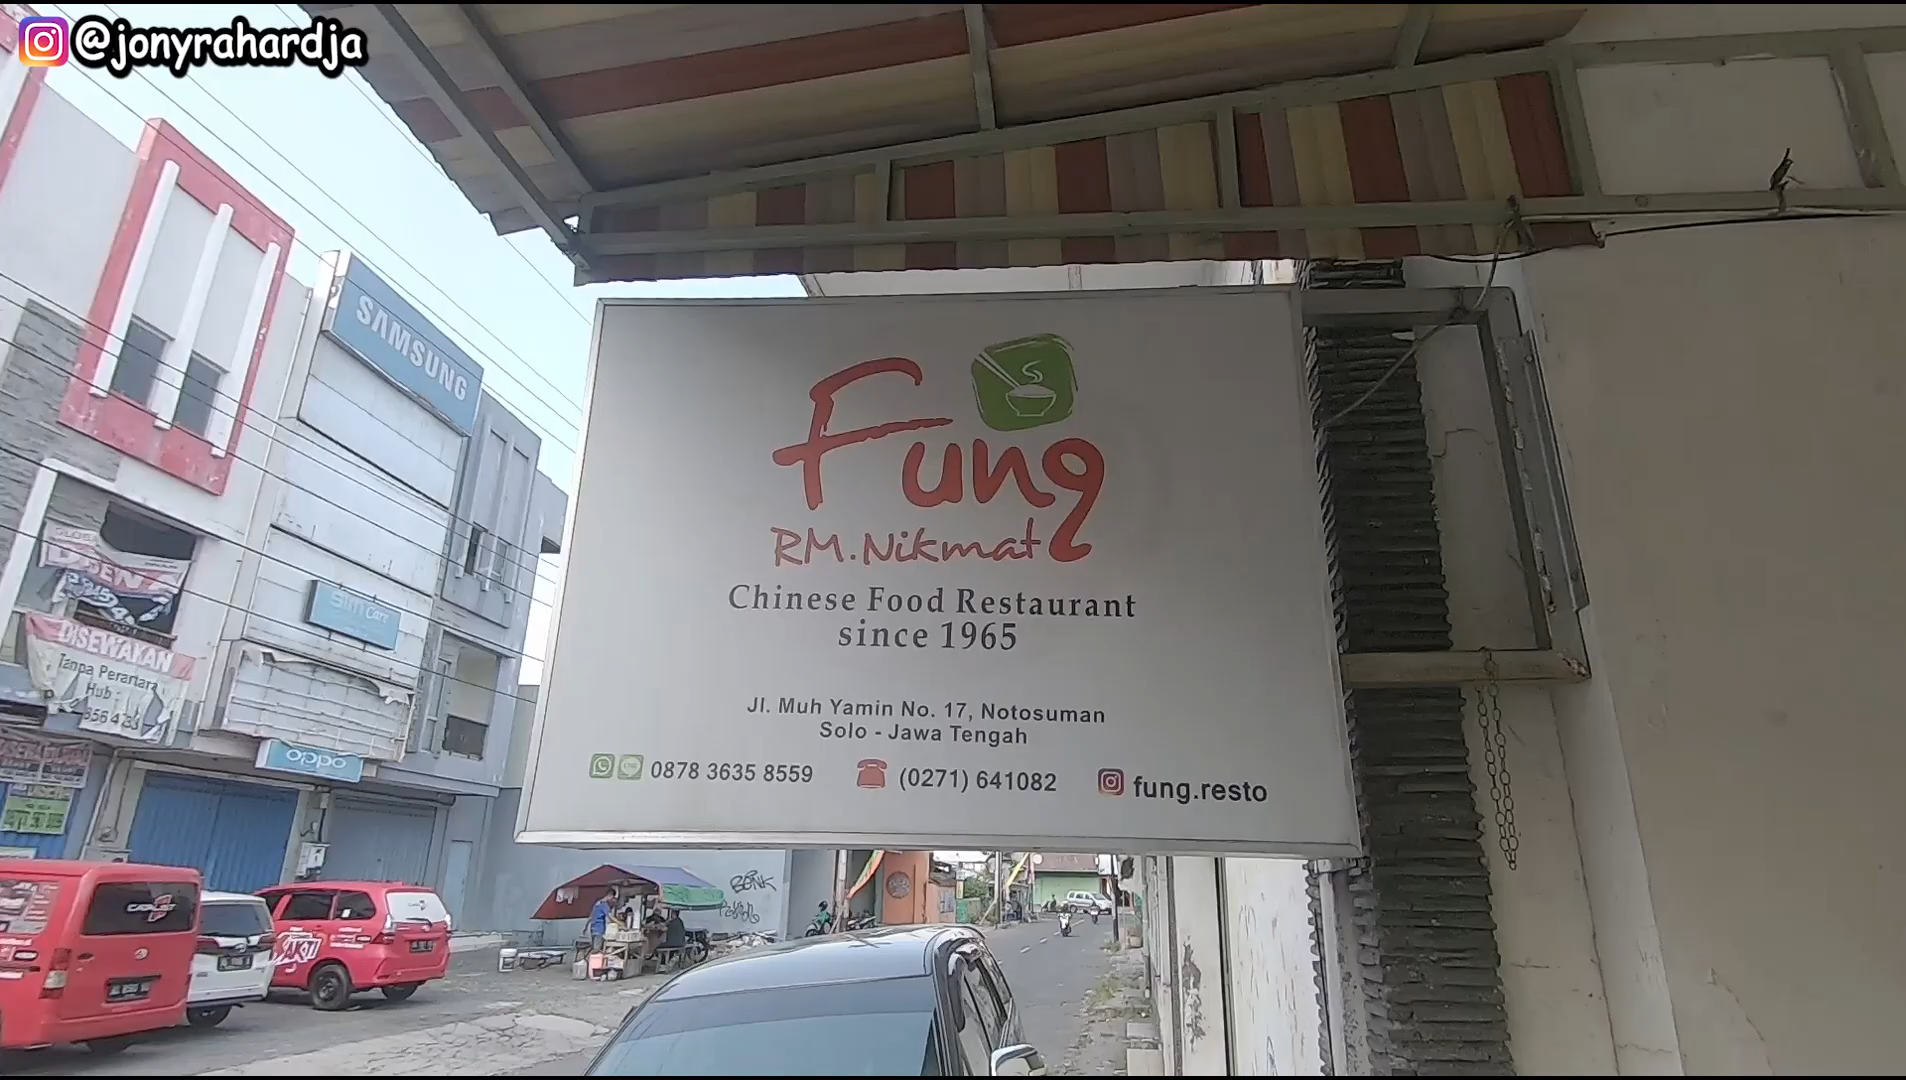 @jonyrahardja
SAMSUNG
Fung
RM.Nikmat
Chinese Food Restaurant
since 1965
Jl. Muh Yamin No. 17, Notosuman
Solo - Jawa Tengah
0878 3635 8559
(0271) 641082
fung.resto
DISEWAKAN
Tanpa Perantara
Hub :
oppo